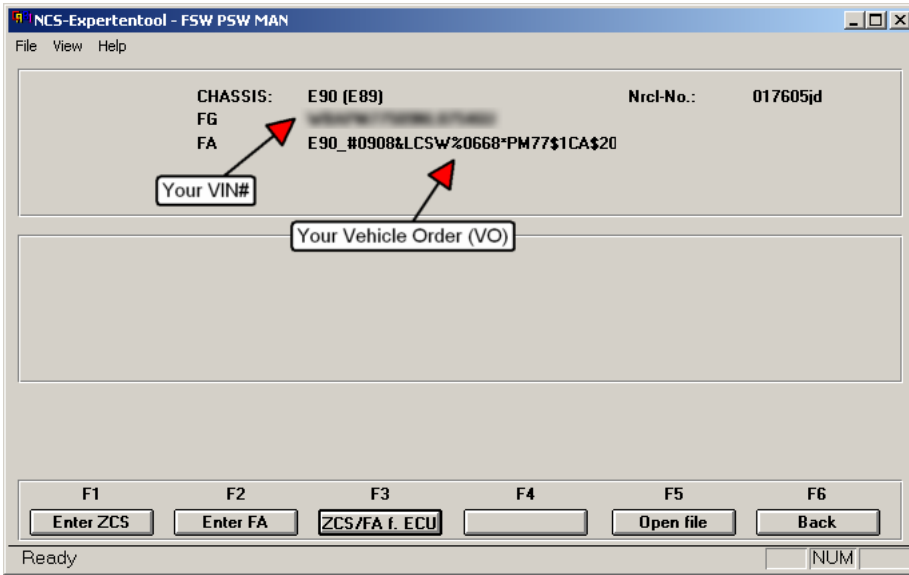 NCS-Expertentool - FSW PSW MAN
File View Help
CHASSIS: E90 (E89) Nrcl-No.: 017605jd
FG
FA E90_#0908&LCSW%0668*PM77$1CA$20
Your VIN#
Your Vehicle Order (VO)
F1 F2 F3 F4 F5 F6
Enter ZCS Enter FA ZCS/FA f. ECU Open file Back
Ready NUM